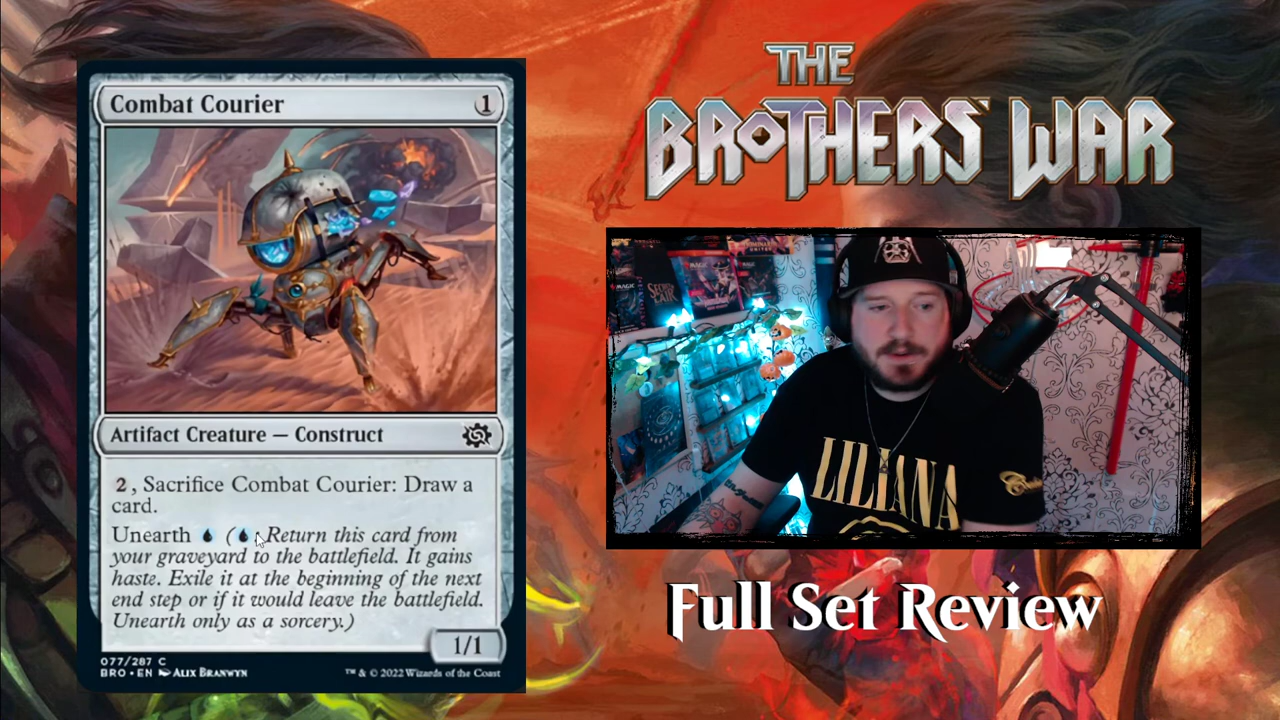 Combat Courier 1
Artifact Creature — Construct
2, Sacrifice Combat Courier: Draw a
card.
Unearth (: Return this card from
your graveyard to the battlefield. It gains
haste. Exile it at the beginning of the next
end step or if it would leave the battlefield.
Unearth only as a sorcery.)
1/1
077/287 C
BRO • EN Alix Branwyn
™ & © 2022 Wizards of the Coast
THE
BROTHERS' WAR
MAGIC
LILIANA
Full Set Review